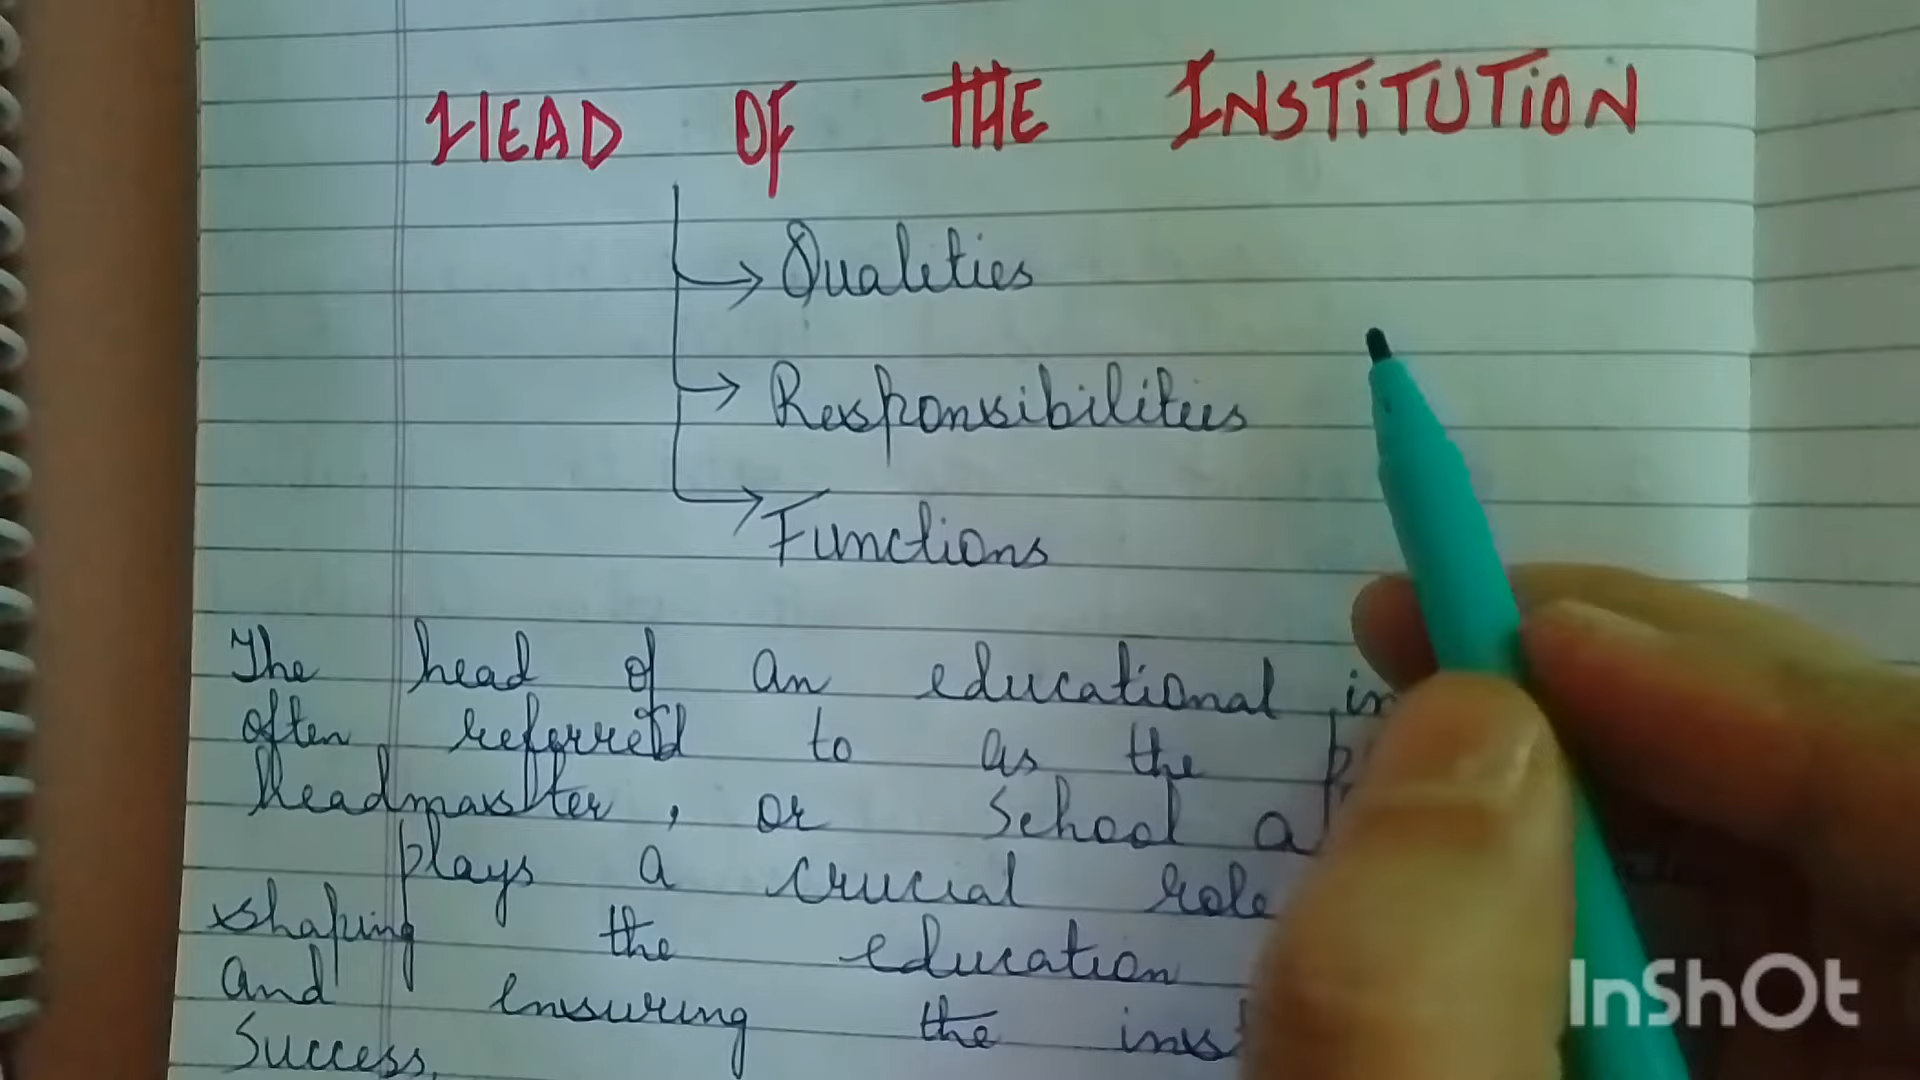 HEAD OF THE INSTITUTION
Qualities
Responsibilities
Functions
The head of an educational
often referred to as the
headmaster, or School
plays a crucial role
shaping the education
and ensuring the
Success.
InShOt